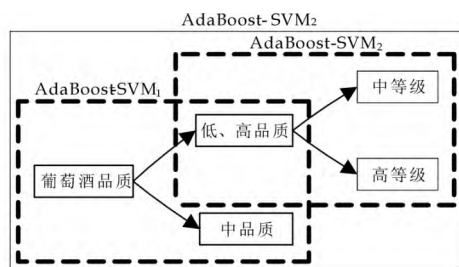 AdaBoost-SVM₂
AdaBoost-SVM₂
AdaBoost-SVM₁
中等级
低、高品质
葡萄酒品质
高等级
中品质